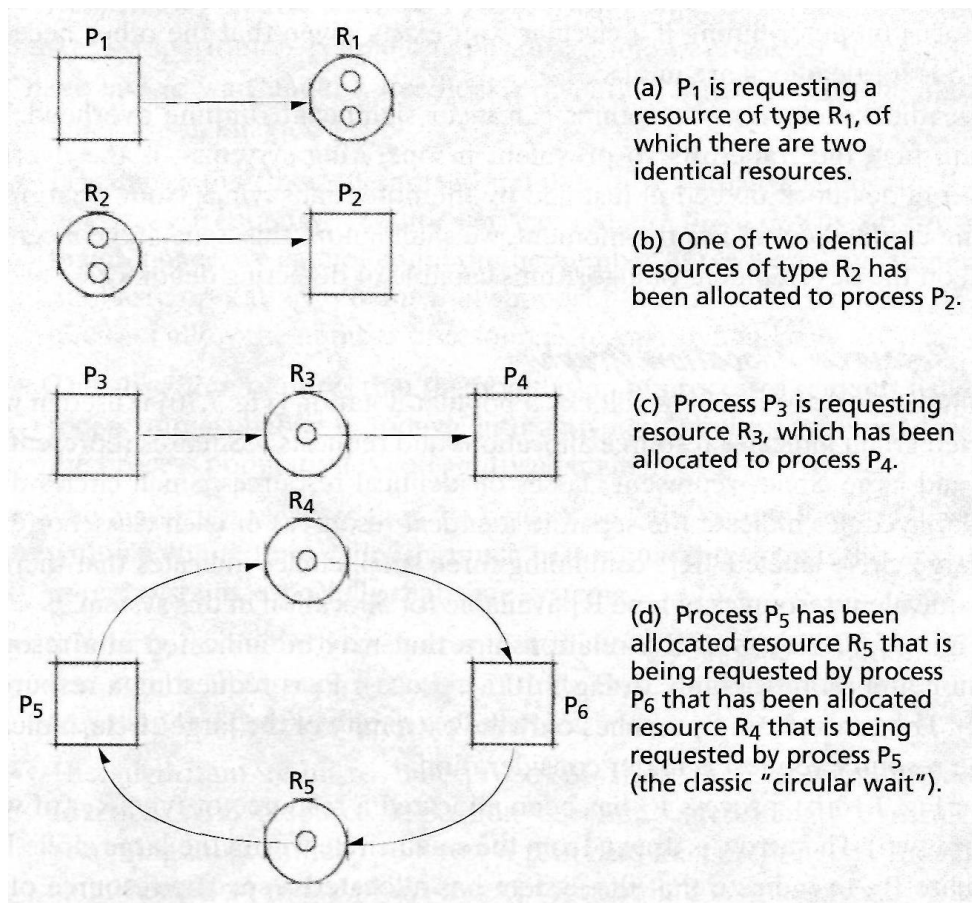 P₁ R₁
(a) P₁ is requesting a
resource of type R₁, of
which there are two
identical resources.
R₂ P₂
(b) One of two identical
resources of type R₂ has
been allocated to process P₂.
P₃ R₃ P₄
(c) Process P₃ is requesting
resource R₃, which has been
allocated to process P₄.
R₄
P₅ P₆
R₅
(d) Process P₅ has been
allocated resource R₅ that is
being requested by process
P₆ that has been allocated
resource R₄ that is being
requested by process P₅
(the classic “circular wait”).